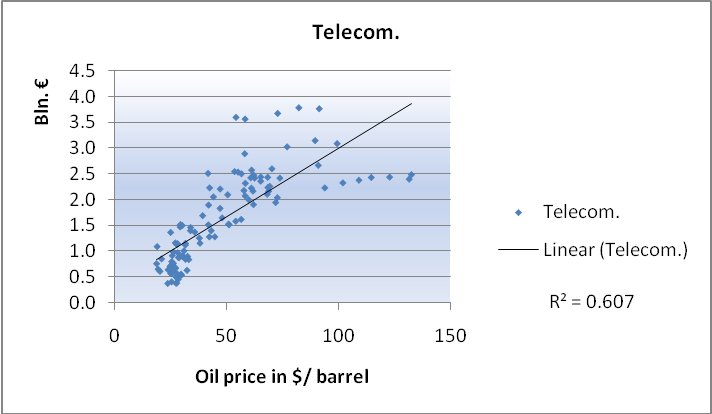 Telecom.
Bln. €
4.5
4.0
3.5
3.0
2.5
2.0
1.5
1.0
0.5
0.0
0 50 100 150
Oil price in $/ barrel
Telecom.
Linear (Telecom.)
R² = 0.607